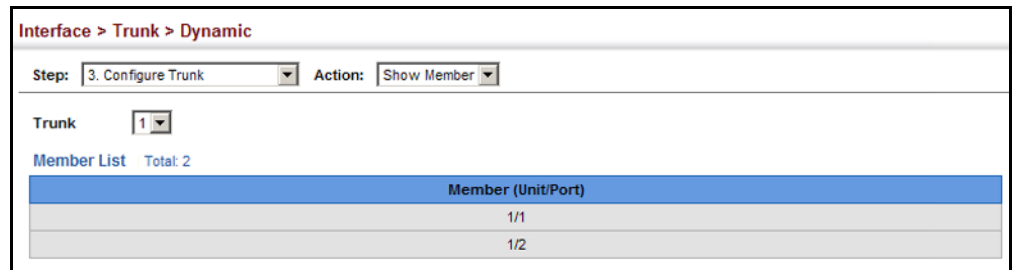 Interface > Trunk > Dynamic
Step: 3. Configure Trunk Action: Show Member
Trunk 1
Member List Total: 2
Member (Unit/Port)
1/1
1/2